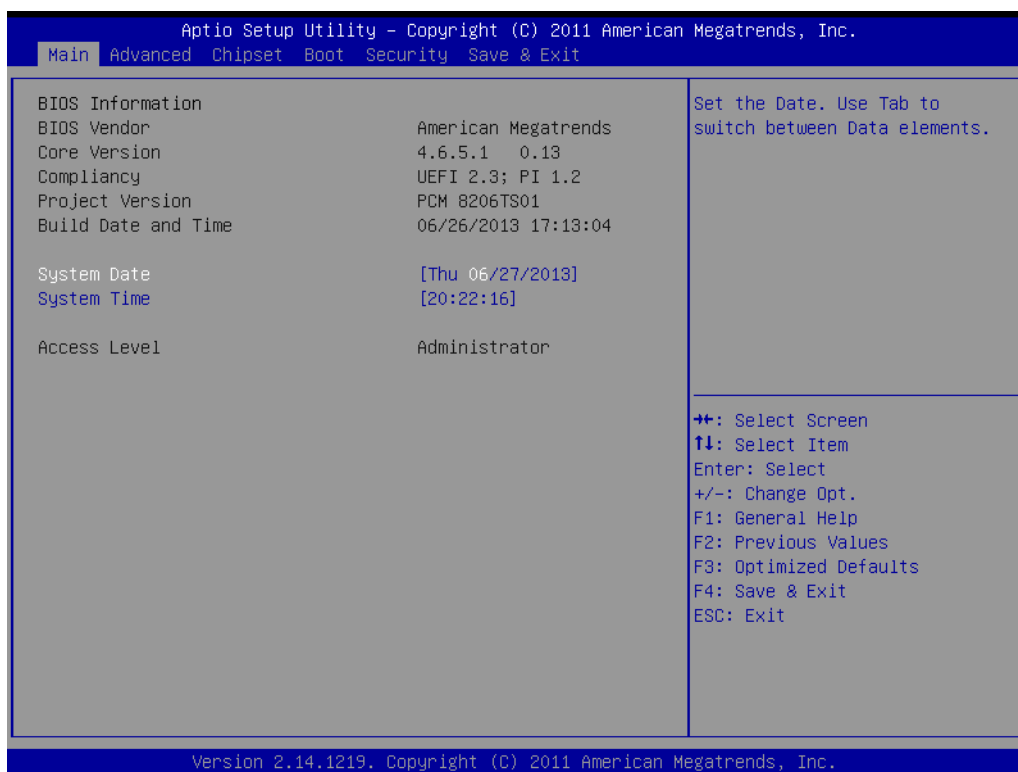 Aptio Setup Utility – Copyright (C) 2011 American Megatrends, Inc.
Main Advanced Chipset Boot Security Save & Exit
BIOS Information
BIOS Vendor American Megatrends
Core Version 4.6.5.1 0.13
Compliancy UEFI 2.3; PI 1.2
Project Version PCM 8206TS01
Build Date and Time 06/26/2013 17:13:04
System Date [Thu 06/27/2013]
System Time [20:22:16]
Access Level Administrator
Set the Date. Use Tab to
switch between Data elements.
→←: Select Screen
↑↓: Select Item
Enter: Select
+/-: Change Opt.
F1: General Help
F2: Previous Values
F3: Optimized Defaults
F4: Save & Exit
ESC: Exit
Version 2.14.1219. Copyright (C) 2011 American Megatrends, Inc.